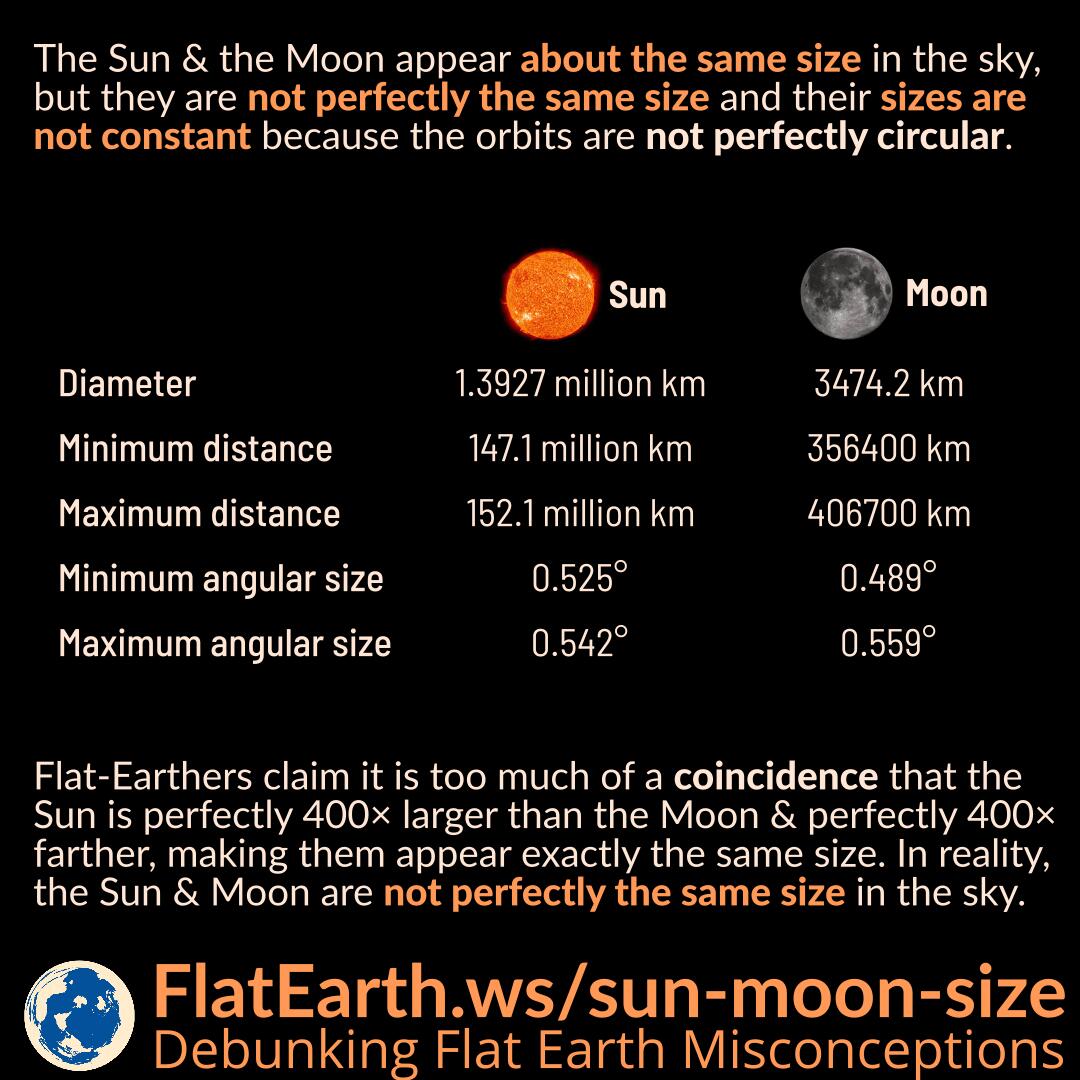 The Sun & the Moon appear about the same size in the sky,
but they are not perfectly the same size and their sizes are
not constant because the orbits are not perfectly circular.
Sun Moon
Diameter 1.3927 million km 3474.2 km
Minimum distance 147.1 million km 356400 km
Maximum distance 152.1 million km 406700 km
Minimum angular size 0.525° 0.489°
Maximum angular size 0.542° 0.559°
Flat-Earthers claim it is too much of a coincidence that the
Sun is perfectly 400× larger than the Moon & perfectly 400×
farther, making them appear exactly the same size. In reality,
the Sun & Moon are not perfectly the same size in the sky.
FlatEarth.ws/sun-moon-size
Debunking Flat Earth Misconceptions